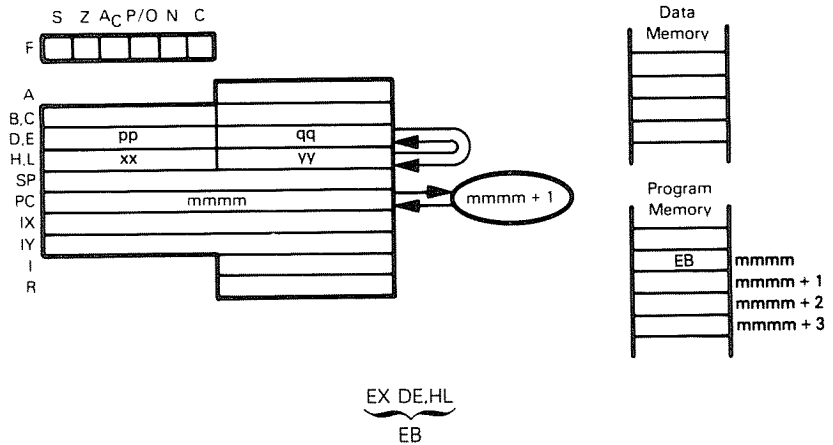 S Z AC P/O N C
F
A
B,C
D,E pp qq
H,L xx yy
SP
PC mmmm mmmm + 1
IX
IY
I
R
Data
Memory
Program
Memory
EB mmmm
mmmm + 1
mmmm + 2
mmmm + 3
EX DE,HL
EB